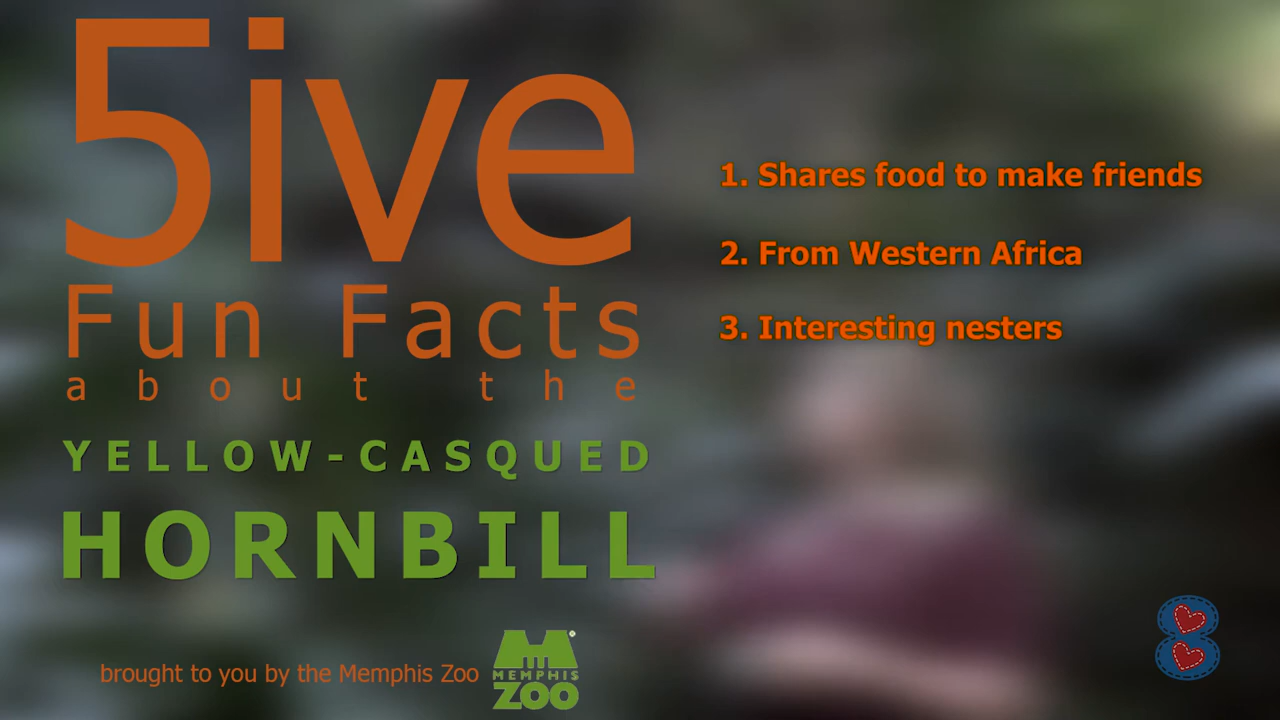 5ive
Fun Facts
about the
YELLOW-CASQUED
HORNBILL
brought to you by the Memphis Zoo
MEMPHIS
ZOO
1. Shares food to make friends
2. From Western Africa
3. Interesting nesters
8